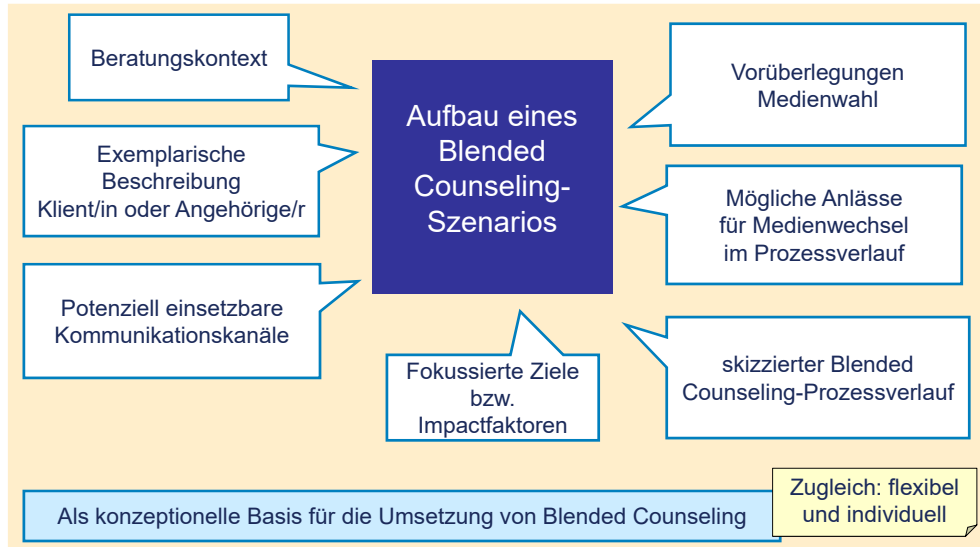 Beratungskontext
Exemplarische
Beschreibung
Klient/in oder Angehörige/r
Potenziell einsetzbare
Kommunikationskanäle
Aufbau eines
Blended
Counseling-
Szenarios
Fokussierte Ziele
bzw.
Impactfaktoren
Vorüberlegungen
Medienwahl
Mögliche Anlässe
für Medienwechsel
im Prozessverlauf
skizzierter Blended
Counseling-Prozessverlauf
Als konzeptionelle Basis für die Umsetzung von Blended Counseling
Zugleich: flexibel
und individuell